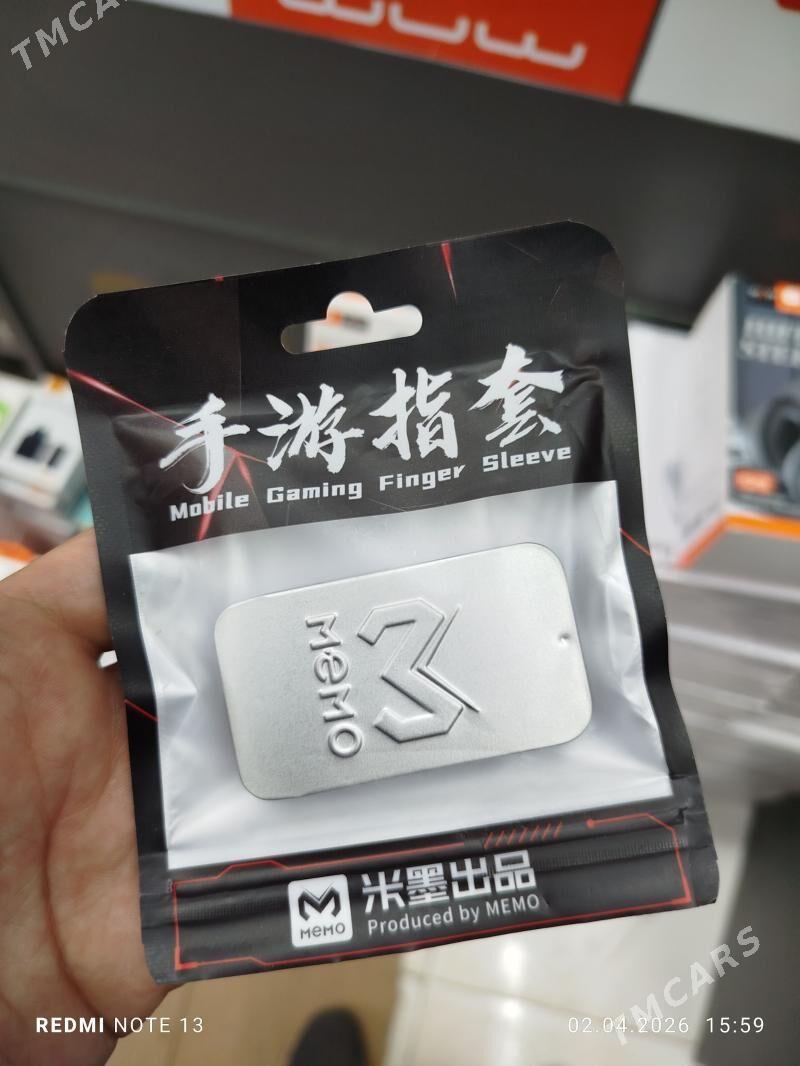 TMCARS
手游指套
Mobile Gaming Finger Sleeve
MEMO
MEMO
米墨出品
Produced by MEMO
REDMI NOTE 13
02.04.2026 15:59
TMCARS